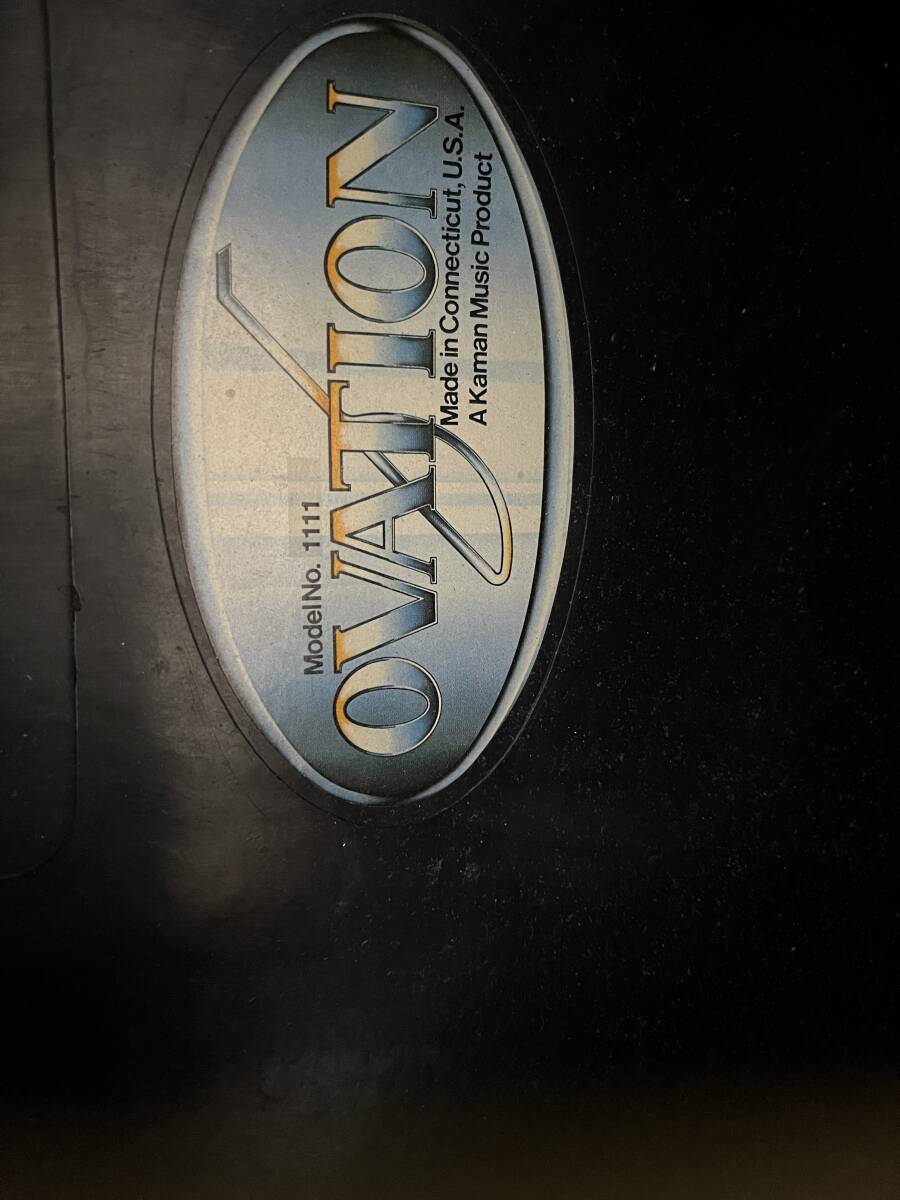 Model No. 1111
OVATION
Made in Connecticut, U.S.A.
A Kaman Music Product